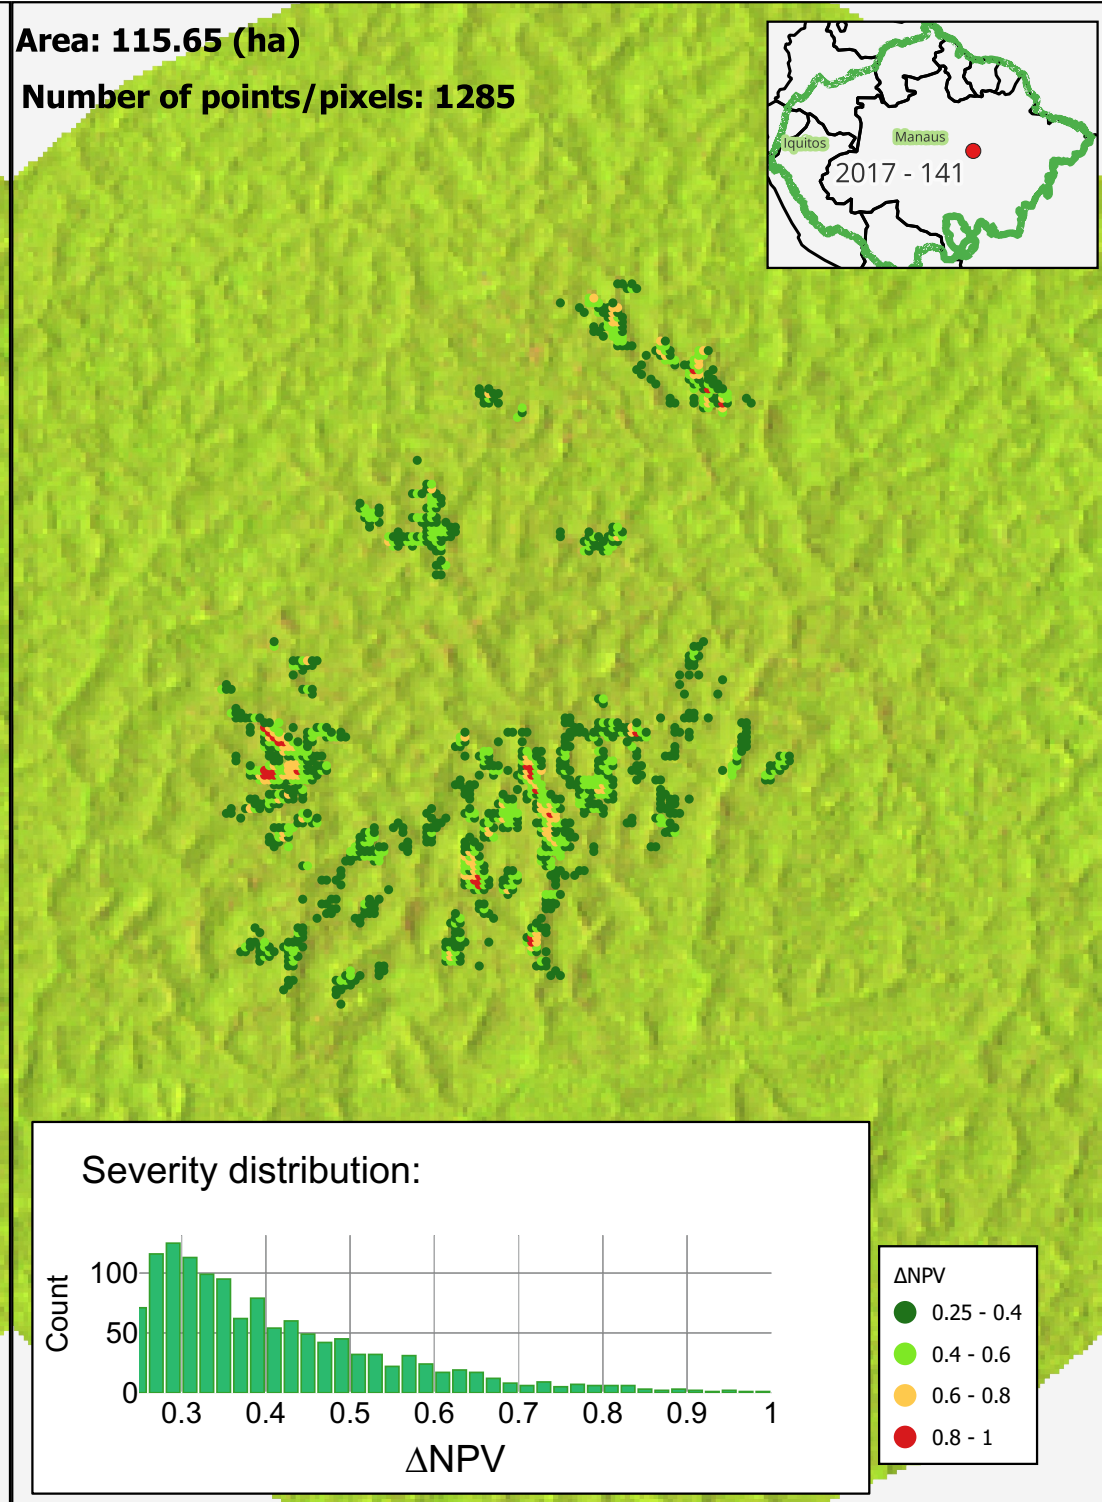 Area: 115.65 (ha)
Number of points/pixels: 1285
Iquitos
Manaus
2017 - 141
Severity distribution:
Count
100
50
0
0.3 0.4 0.5 0.6 0.7 0.8 0.9 1
ΔNPV
ΔNPV
0.25 - 0.4
0.4 - 0.6
0.6 - 0.8
0.8 - 1